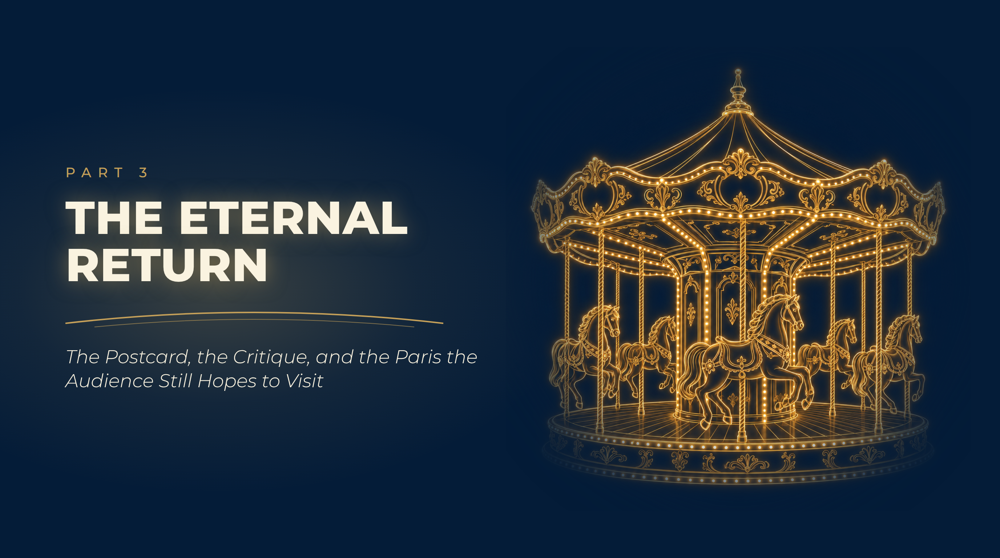 PART 3
THE ETERNAL
RETURN
The Postcard, the Critique, and the Paris the
Audience Still Hopes to Visit